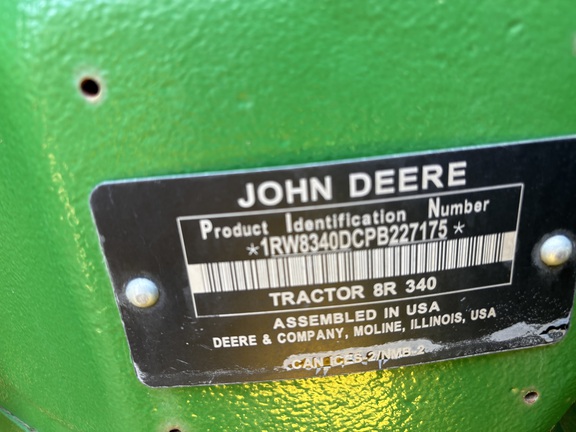 JOHN DEERE
Product Identification Number
*1RW8340DCPB227175*
TRACTOR 8R 340
ASSEMBLED IN USA
DEERE & COMPANY, MOLINE, ILLINOIS, USA
CAN ICES-2/NMB-2